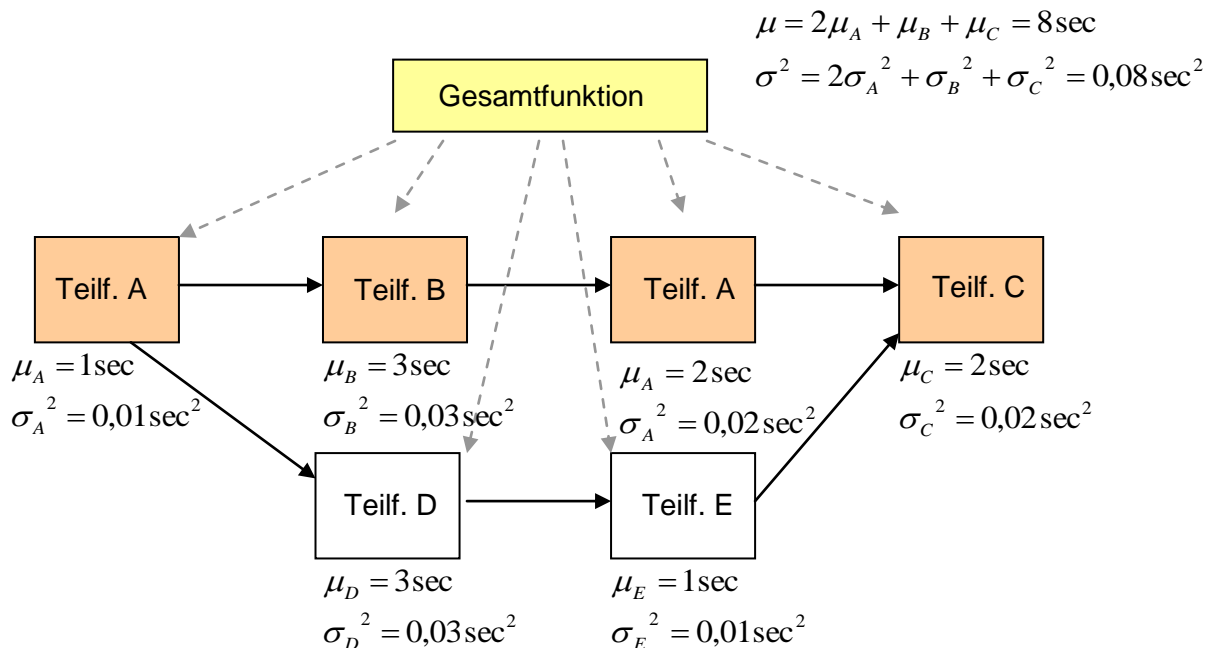 μ = 2μ_A + μ_B + μ_C = 8sec
σ² = 2σ_A² + σ_B² + σ_C² = 0,08sec²
Gesamtfunktion
Teilf. A
Teilf. B
Teilf. A
Teilf. C
μ_A = 1sec
σ_A² = 0,01sec²
μ_B = 3sec
σ_B² = 0,03sec²
μ_A = 2sec
σ_A² = 0,02sec²
μ_C = 2sec
σ_C² = 0,02sec²
Teilf. D
Teilf. E
μ_D = 3sec
σ_D² = 0,03sec²
μ_E = 1sec
σ_E² = 0,01sec²